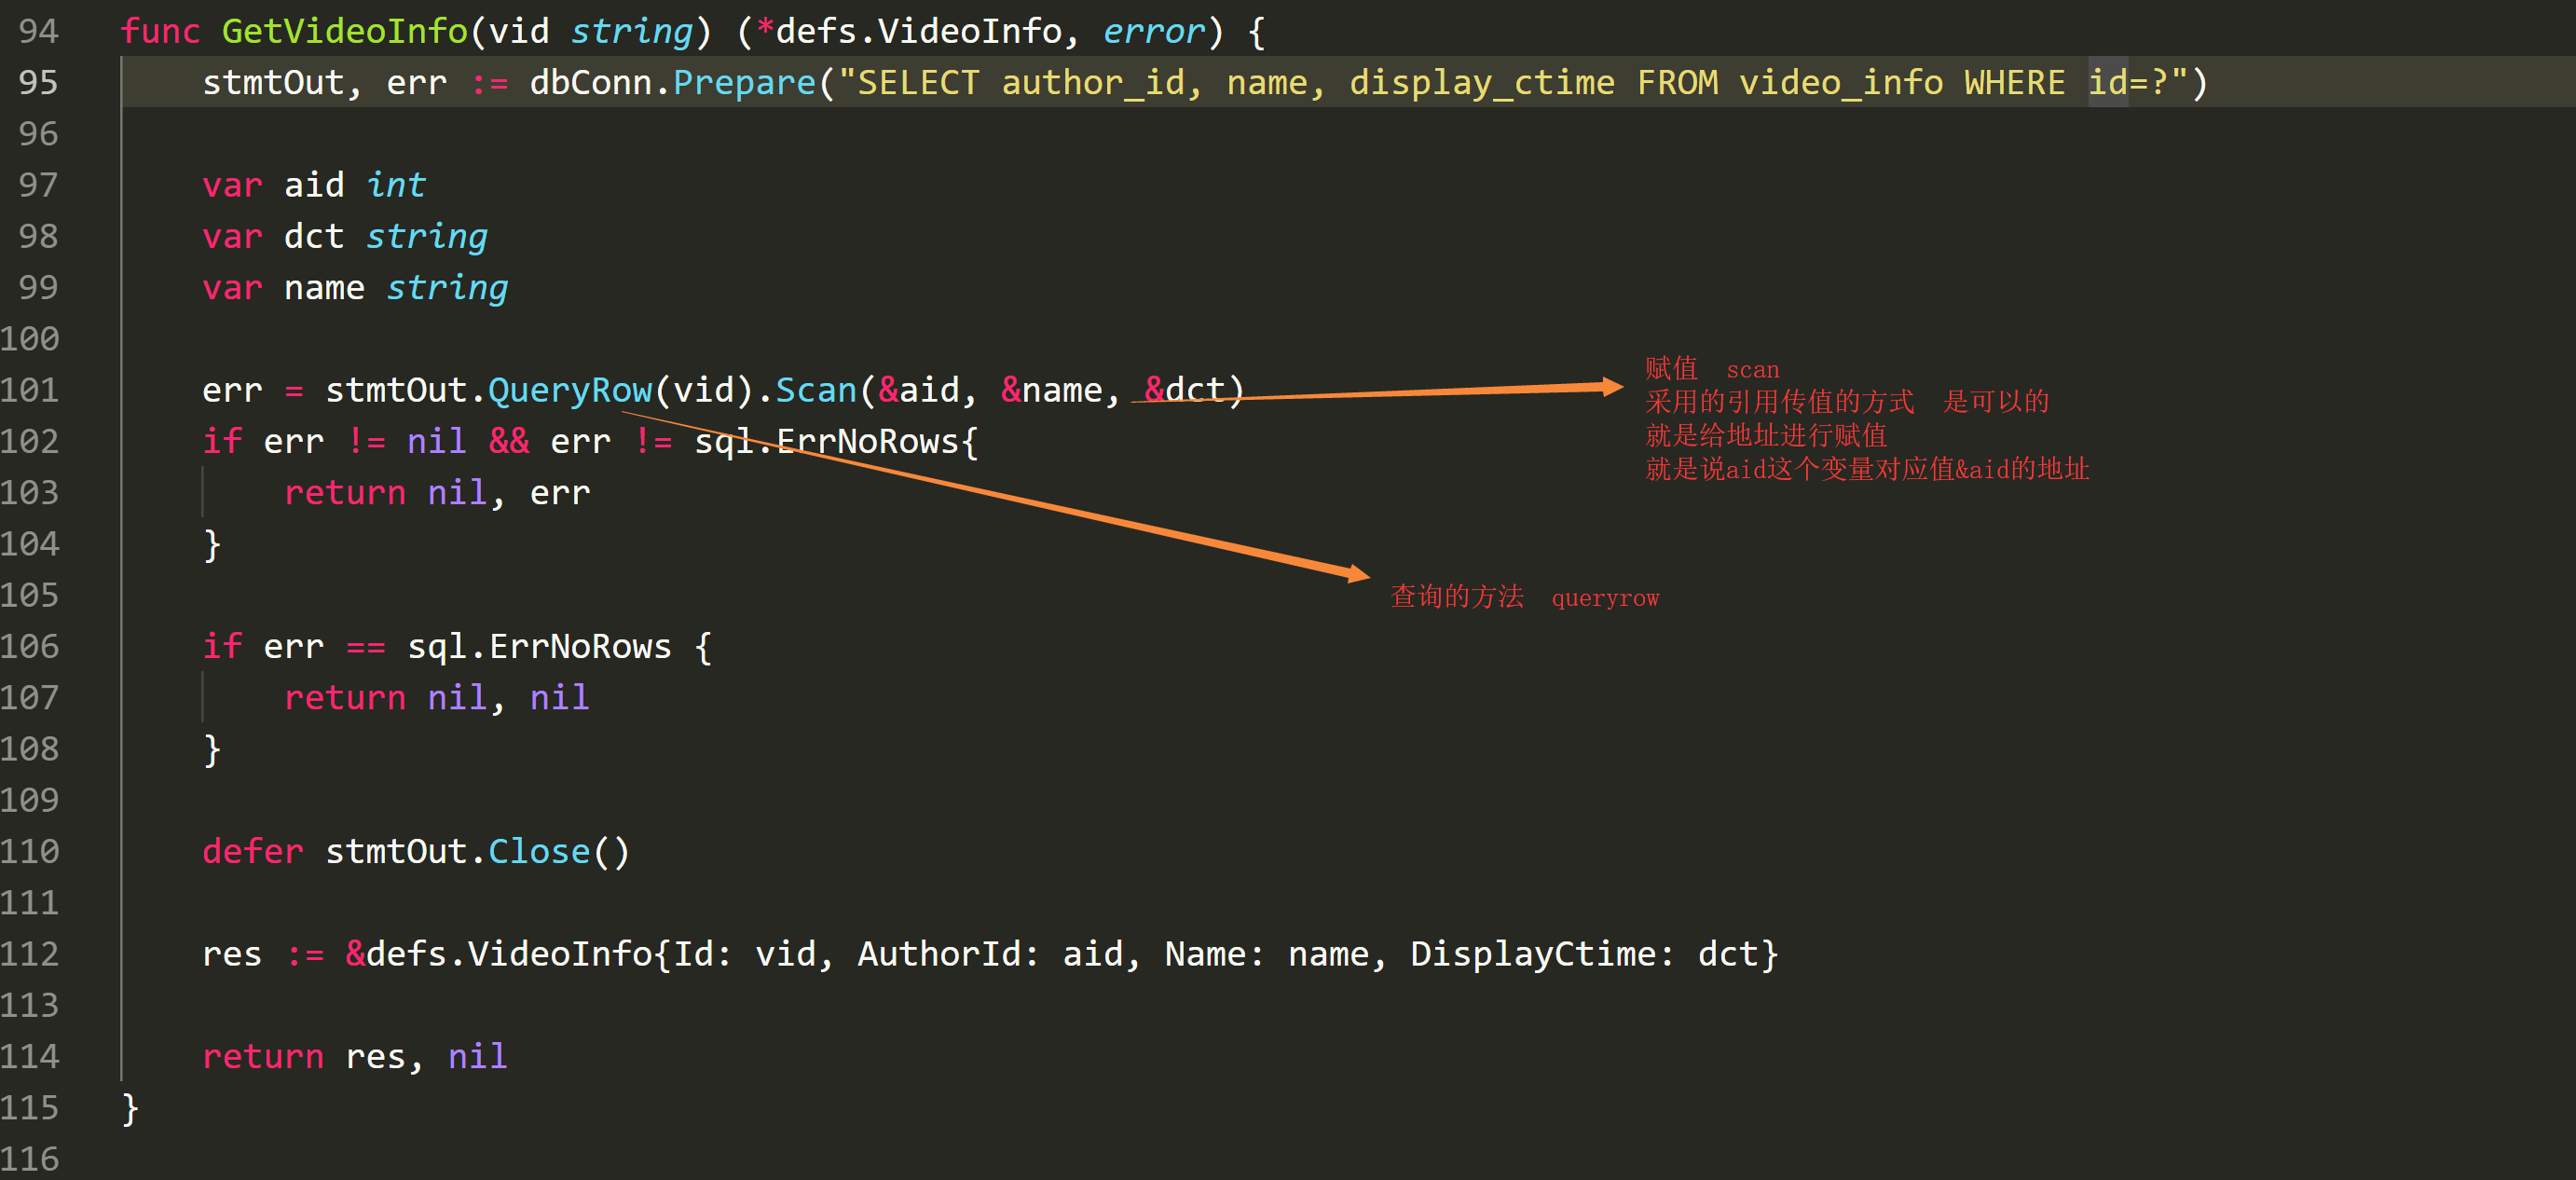 94 func GetVideoInfo(vid string) (*defs.VideoInfo, error) {
95 stmtOut, err := dbConn.Prepare("SELECT author_id, name, display_ctime FROM video_info WHERE id=?")
96
97 var aid int
98 var dct string
99 var name string
100
101 err = stmtOut.QueryRow(vid).Scan(&aid, &name, &dct)
赋值 scan
采用的引用传值的方式 是可以的
就是给地址进行赋值
就是说aid这个变量对应值&aid的地址
102 if err != nil && err != sql.ErrNoRows{
103 return nil, err
104 }
105
查询的方法 queryrow
106 if err == sql.ErrNoRows {
107 return nil, nil
108 }
109
110 defer stmtOut.Close()
111
112 res := &defs.VideoInfo{Id: vid, AuthorId: aid, Name: name, DisplayCtime: dct}
113
114 return res, nil
115 }
116